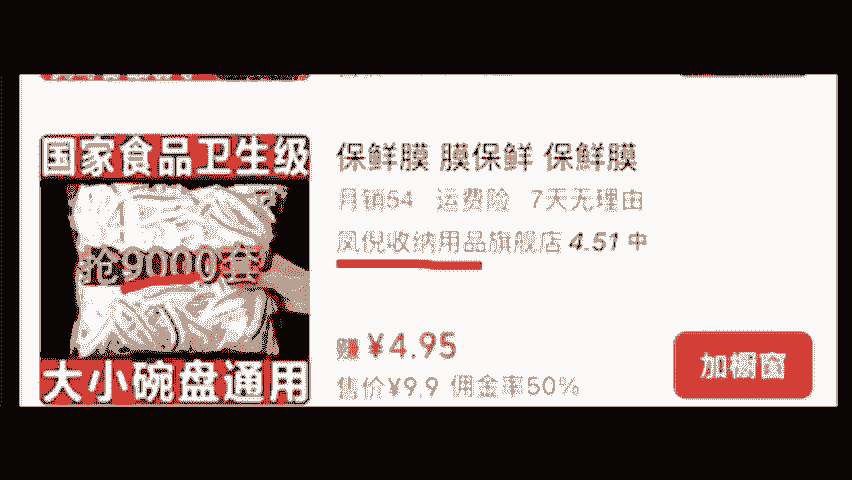 国家食品卫生级
抢9000套
大小碗盘通用
保鲜膜 膜保鲜 保鲜膜
月销54 运费险 7天无理由
风倪收纳用品旗舰店 4.51 中
赚 ¥4.95
售价¥9.9 佣金率50%
加橱窗